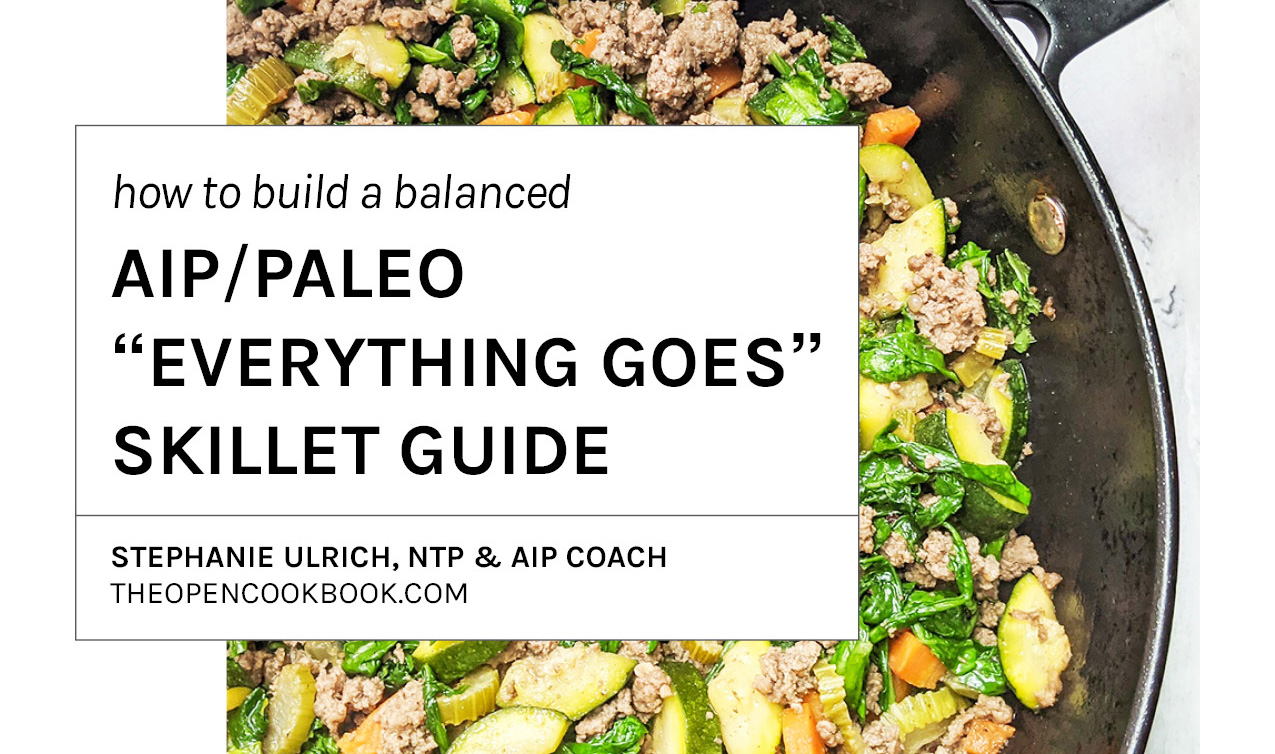 how to build a balanced
AIP/PALEO
“EVERYTHING GOES”
SKILLET GUIDE
STEPHANIE ULRICH, NTP & AIP COACH
THEOPENCOOKBOOK.COM